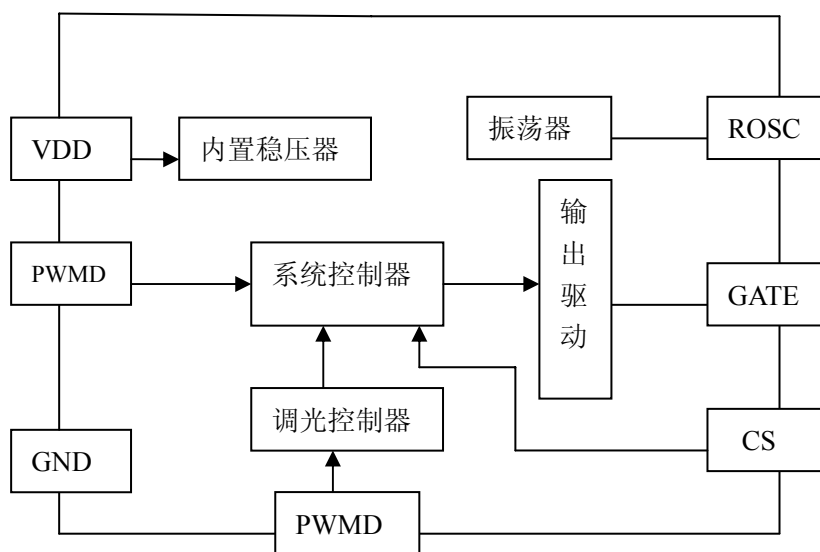 VDD
内置稳压器
振荡器
ROSC
PWMD
系统控制器
输出驱动
GATE
调光控制器
GND
CS
PWMD